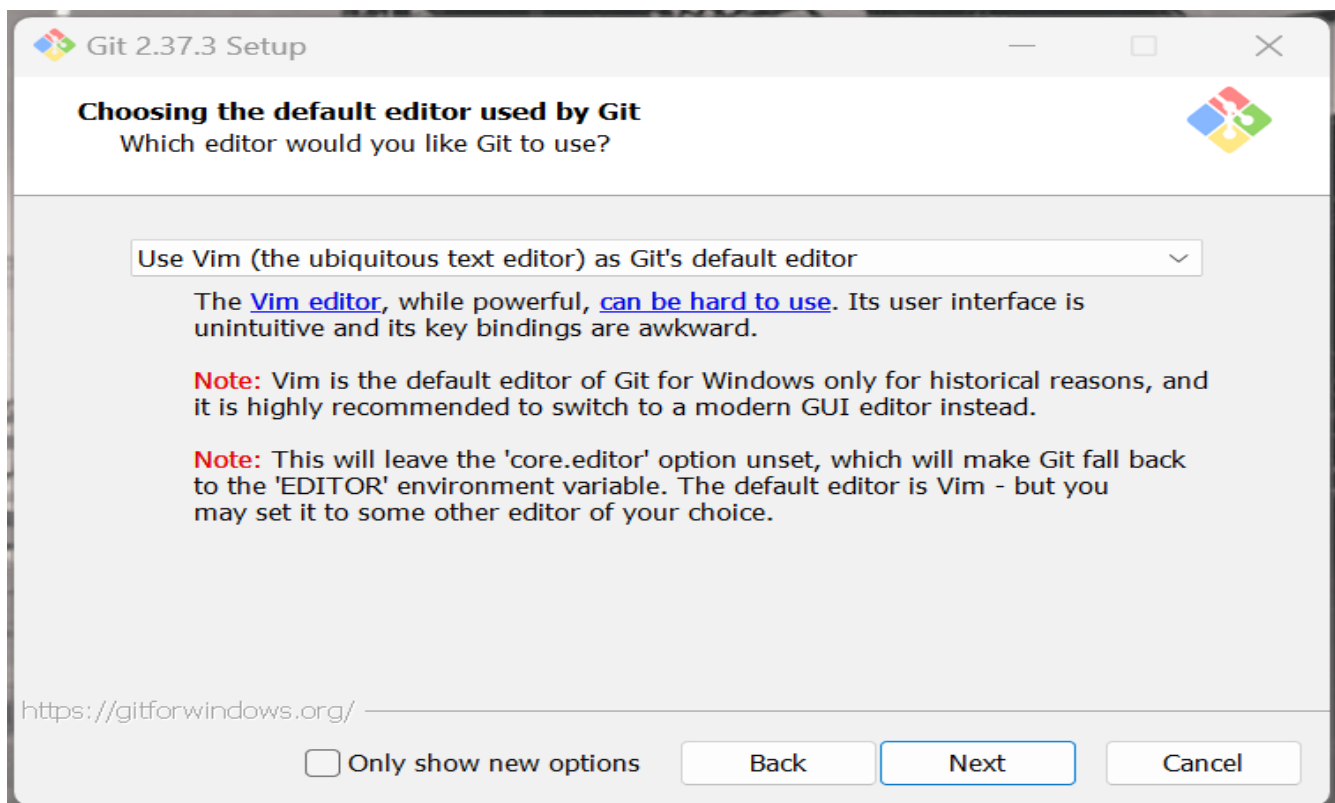 Git 2.37.3 Setup
Choosing the default editor used by Git
Which editor would you like Git to use?
Use Vim (the ubiquitous text editor) as Git's default editor
The Vim editor, while powerful, can be hard to use. Its user interface is
unintuitive and its key bindings are awkward.
Note: Vim is the default editor of Git for Windows only for historical reasons, and
it is highly recommended to switch to a modern GUI editor instead.
Note: This will leave the 'core.editor' option unset, which will make Git fall back
to the 'EDITOR' environment variable. The default editor is Vim - but you
may set it to some other editor of your choice.
https://gitforwindows.org/
Only show new options Back Next Cancel